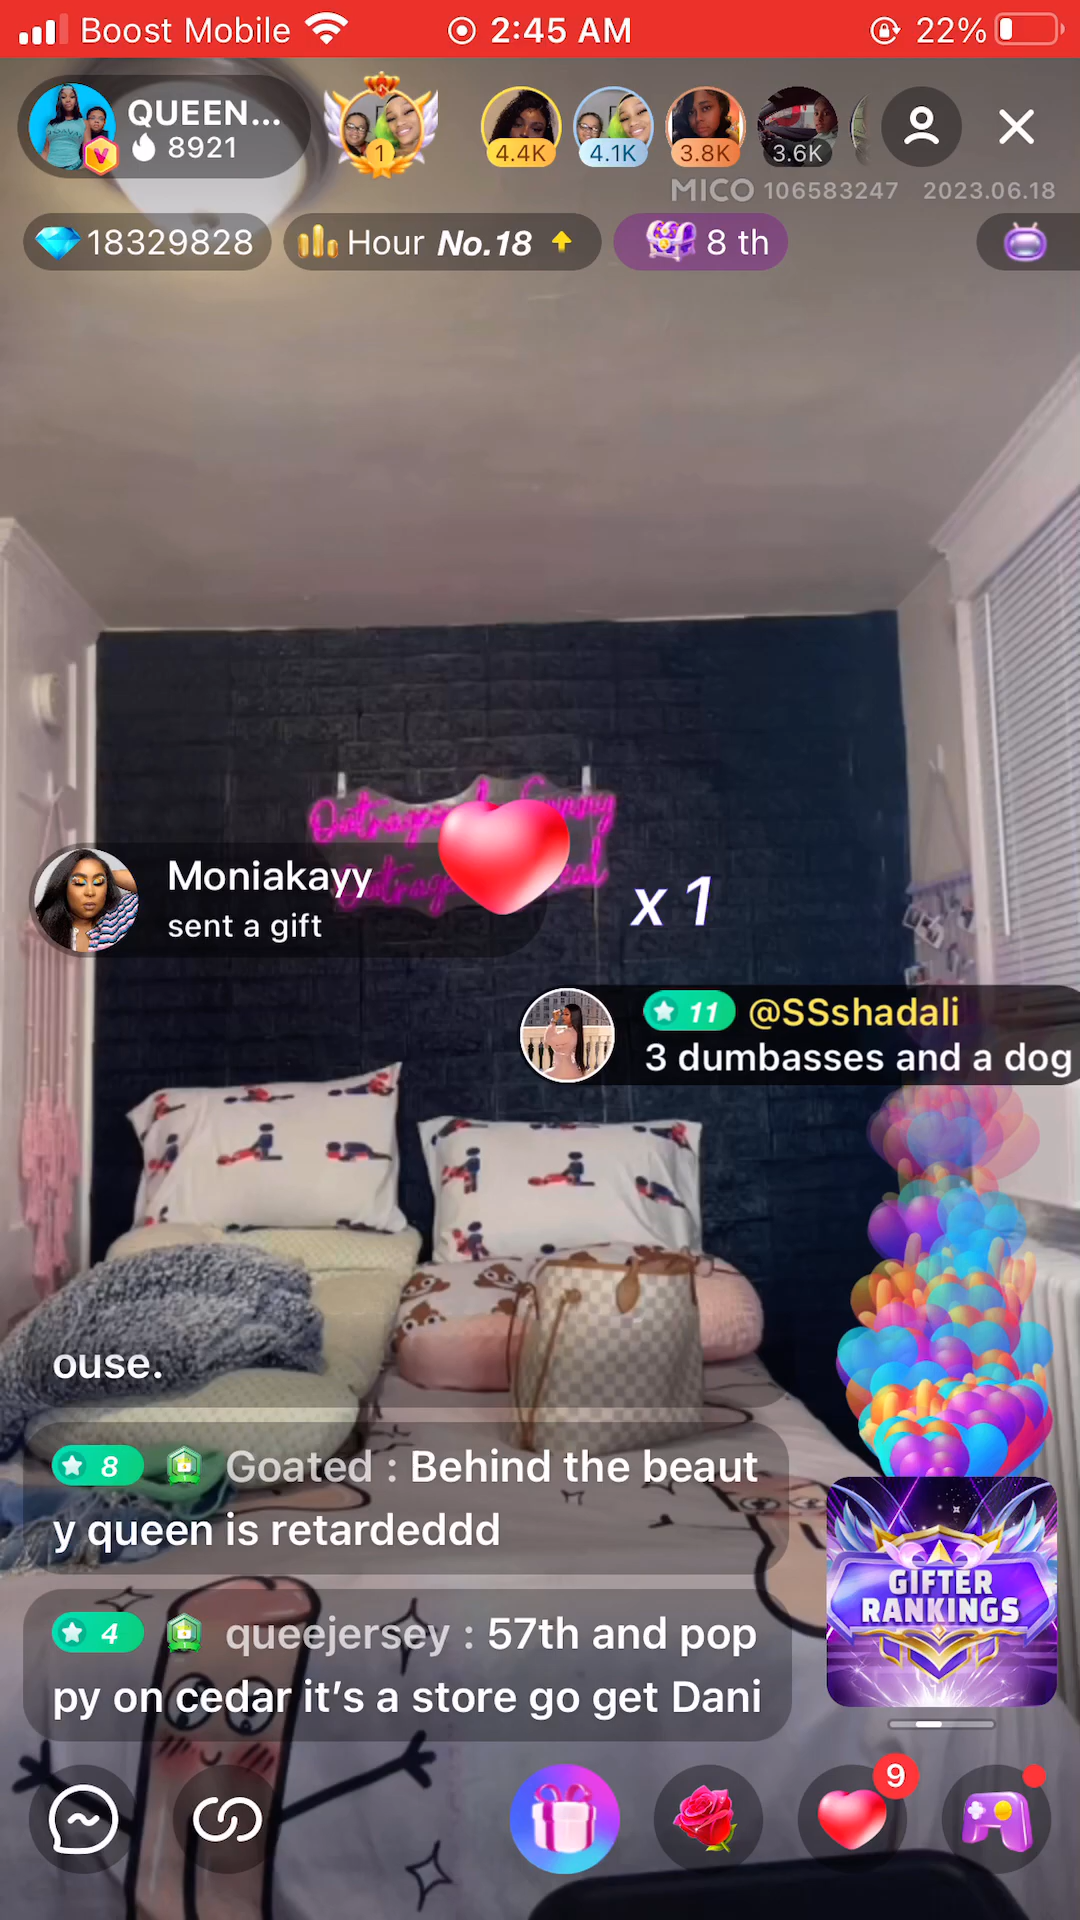 Boost Mobile 2:45 AM 22%
QUEEN...
8921
1
4.4K 4.1K 3.8K 3.6K
MICO 106583247 2023.06.18
18329828 Hour No.18 8 th
Moniakayy
sent a gift
x 1
11 @SSshadali
3 dumbasses and a dog
ouse.
8 Goated : Behind the beaut
y queen is retardeddd
4 queejersey : 57th and pop
py on cedar it's a store go get Dani
GIFTER
RANKINGS
9